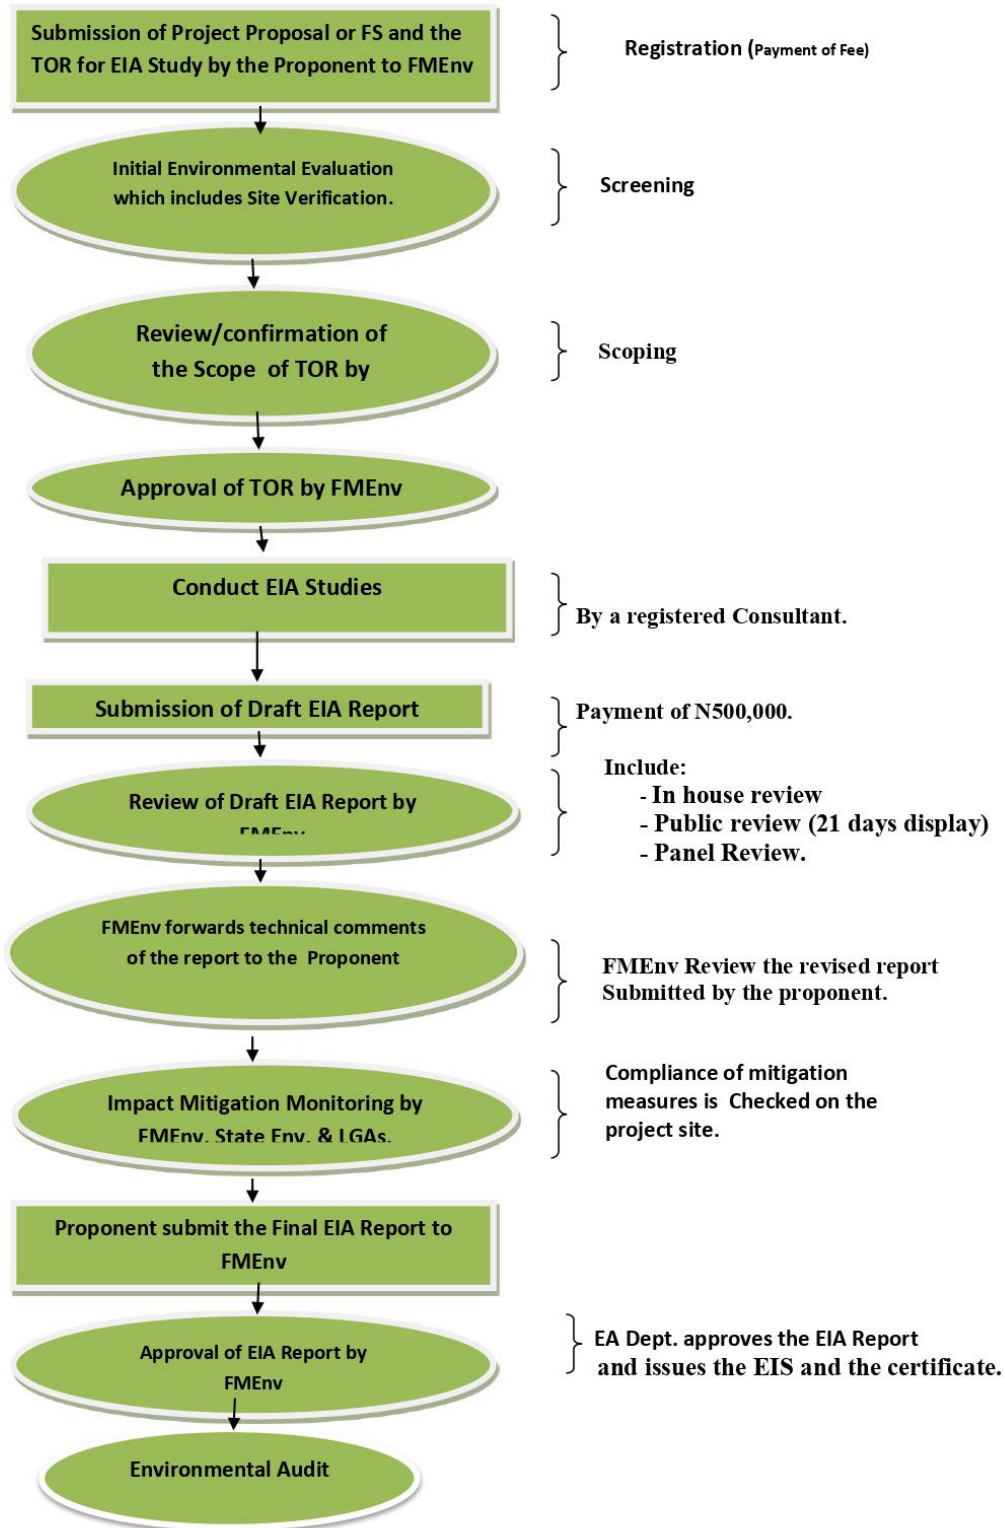 Submission of Project Proposal or FS and the
TOR for EIA Study by the Proponent to FMEnv
Registration (Payment of Fee)
Initial Environmental Evaluation
which includes Site Verification.
Screening
Review/confirmation of
the Scope of TOR by
Scoping
Approval of TOR by FMEnv
Conduct EIA Studies
By a registered Consultant.
Submission of Draft EIA Report
Payment of N500,000.
Review of Draft EIA Report by
FMEnv
Include:
- In house review
- Public review (21 days display)
- Panel Review.
FMEnv forwards technical comments
of the report to the Proponent
FMEnv Review the revised report
Submitted by the proponent.
Impact Mitigation Monitoring by
FMEnv, State Env. & LGAs.
Compliance of mitigation
measures is Checked on the
project site.
Proponent submit the Final EIA Report to
FMEnv
Approval of EIA Report by
FMEnv
EA Dept. approves the EIA Report
and issues the EIS and the certificate.
Environmental Audit